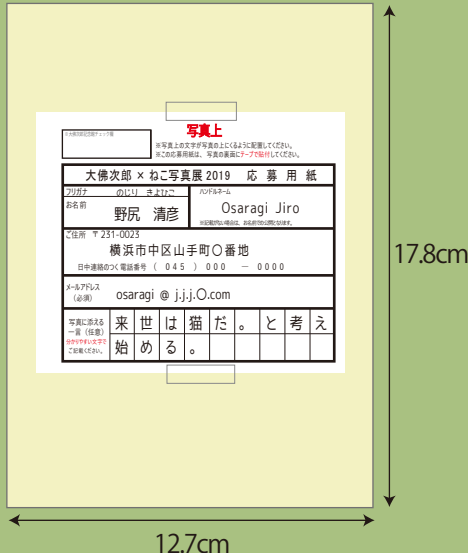 ※大佛次郎記念館チェック欄
写真上
※写真上の文字が写真の上にくるように配置してください。
※この応募用紙は、写真の裏面にテープで貼付してください。
大佛次郎 × ねこ写真展 2019 応募用紙
フリガナ のじり きよひこ
ハンドルネーム
お名前 野尻 清彦
Osaragi Jiro
※記載がない場合は、お名前での公開となります。
ご住所 〒231-0023
横浜市中区山手町〇番地
日中連絡のつく電話番号 ( 045 ) 000 － 0000
メールアドレス
(必須)
osaragi @ j.j.j.〇.com
写真に添える
一言（任意）
分かりやすい文字で
ご記載ください。
来世は猫だ。と考え
始める。
17.8cm
12.7cm